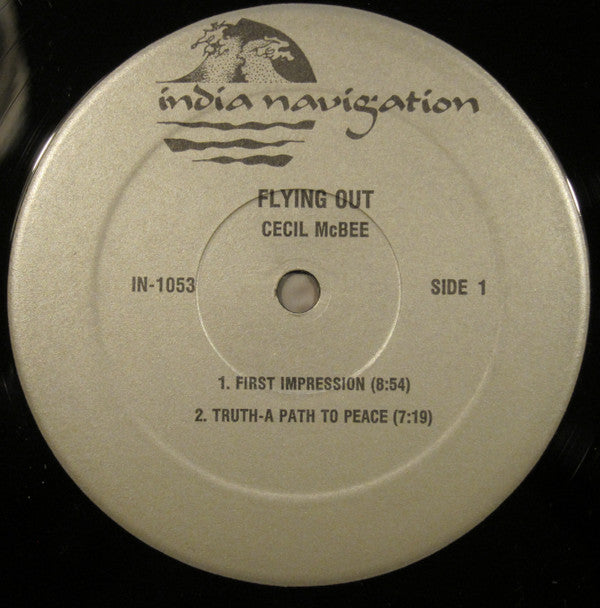 india navigation
FLYING OUT
CECIL McBEE
IN-1053
SIDE 1
1. FIRST IMPRESSION (8:54)
2. TRUTH-A PATH TO PEACE (7:19)